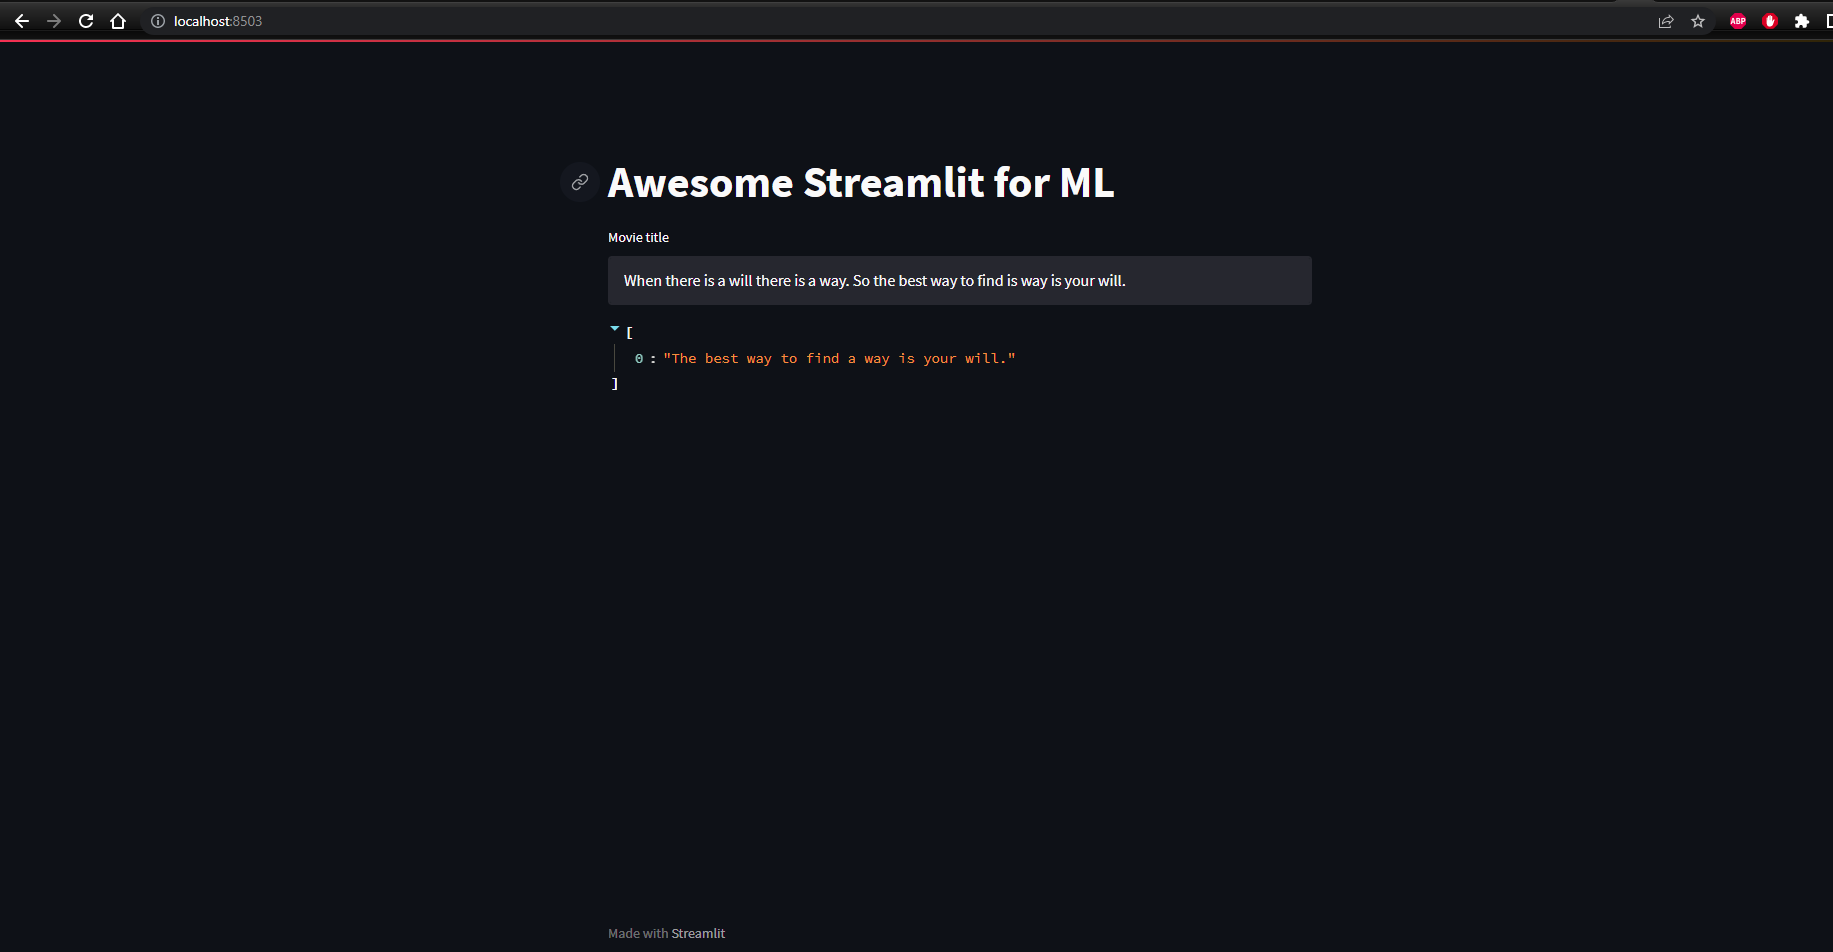 localhost:8503
ABP
Awesome Streamlit for ML
Movie title
When there is a will there is a way. So the best way to find is way is your will.
[
0 : "The best way to find a way is your will."
]
Made with Streamlit